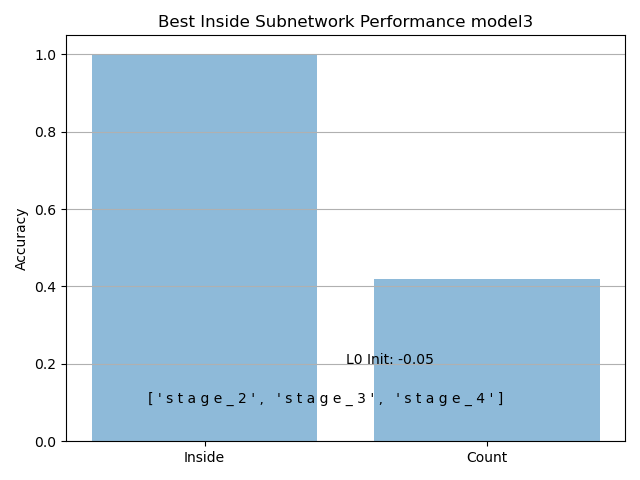 Best Inside Subnetwork Performance model3
1.0
0.8
0.6
0.4
0.2
0.0
Accuracy
L0 Init: -0.05
['stage_2', 'stage_3', 'stage_4']
Inside Count